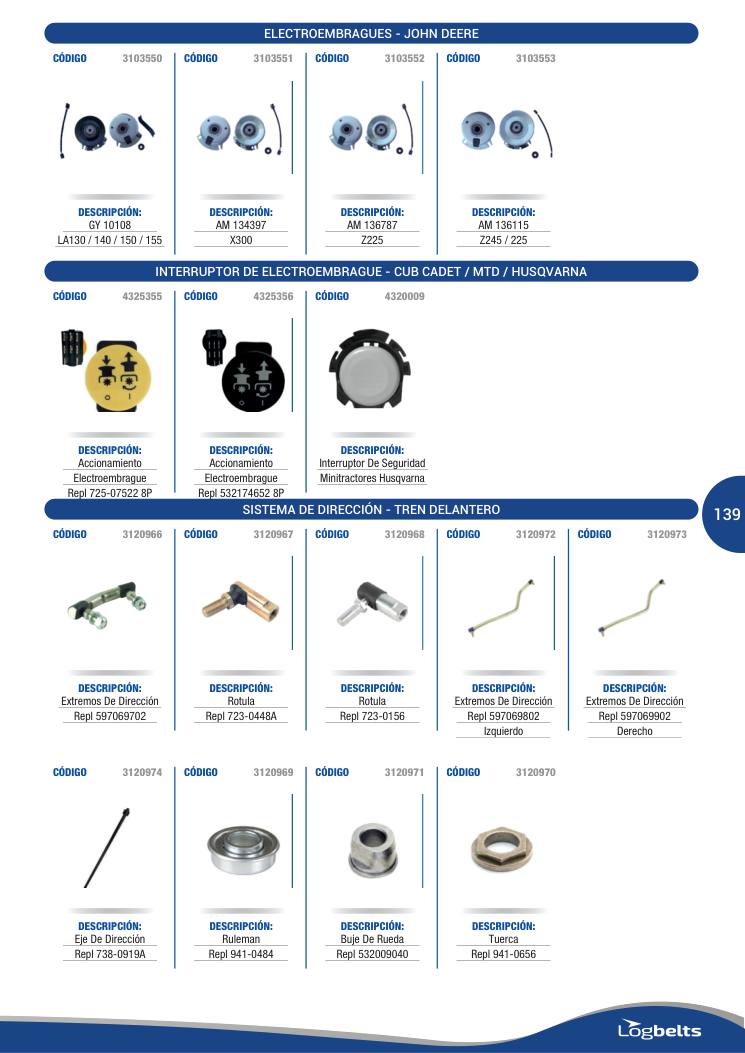 ELECTROEMBRAGUES - JOHN DEERE
CÓDIGO 3103550
DESCRIPCIÓN:
GY 10108
LA130 / 140 / 150 / 155
CÓDIGO 3103551
DESCRIPCIÓN:
AM 134397
X300
CÓDIGO 3103552
DESCRIPCIÓN:
AM 136787
Z225
CÓDIGO 3103553
DESCRIPCIÓN:
AM 136115
Z245 / 225
INTERRUPTOR DE ELECTROEMBRAGUE - CUB CADET / MTD / HUSQVARNA
CÓDIGO 4325355
DESCRIPCIÓN:
Accionamiento
Electroembrague
Repl 725-07522 8P
CÓDIGO 4325356
DESCRIPCIÓN:
Accionamiento
Electroembrague
Repl 532174652 8P
CÓDIGO 4320009
DESCRIPCIÓN:
Interruptor De Seguridad
Minitractores Husqvarna
SISTEMA DE DIRECCIÓN - TREN DELANTERO
139
CÓDIGO 3120966
DESCRIPCIÓN:
Extremos De Dirección
Repl 597069702
CÓDIGO 3120967
DESCRIPCIÓN:
Rotula
Repl 723-0448A
CÓDIGO 3120968
DESCRIPCIÓN:
Rotula
Repl 723-0156
CÓDIGO 3120972
DESCRIPCIÓN:
Extremos De Dirección
Repl 597069802
Izquierdo
CÓDIGO 3120973
DESCRIPCIÓN:
Extremos De Dirección
Repl 597069902
Derecho
CÓDIGO 3120974
DESCRIPCIÓN:
Eje De Dirección
Repl 738-0919A
CÓDIGO 3120969
DESCRIPCIÓN:
Ruleman
Repl 941-0484
CÓDIGO 3120971
DESCRIPCIÓN:
Buje De Rueda
Repl 532009040
CÓDIGO 3120970
DESCRIPCIÓN:
Tuerca
Repl 941-0656
Logbelts